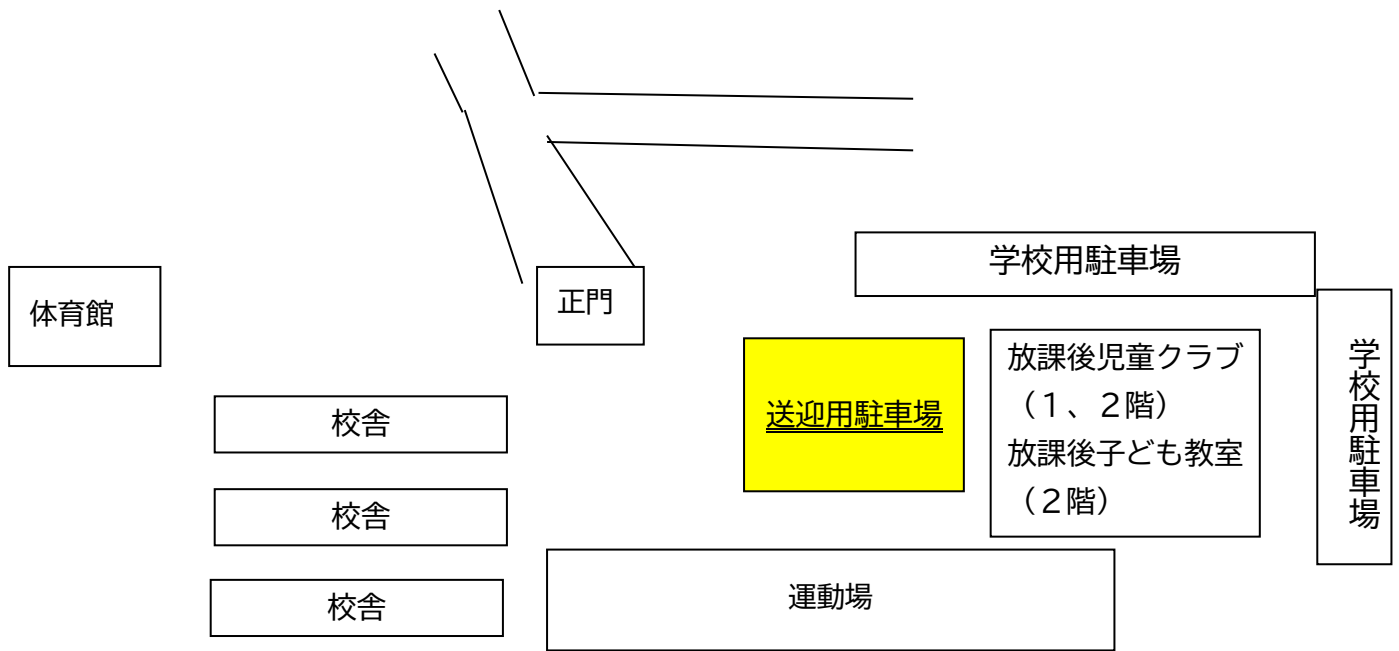 学校用駐車場
体育館
正門
学校用駐車場
放課後児童クラブ
（１、２階）
放課後子ども教室
（２階）
送迎用駐車場
校舎
校舎
校舎
運動場